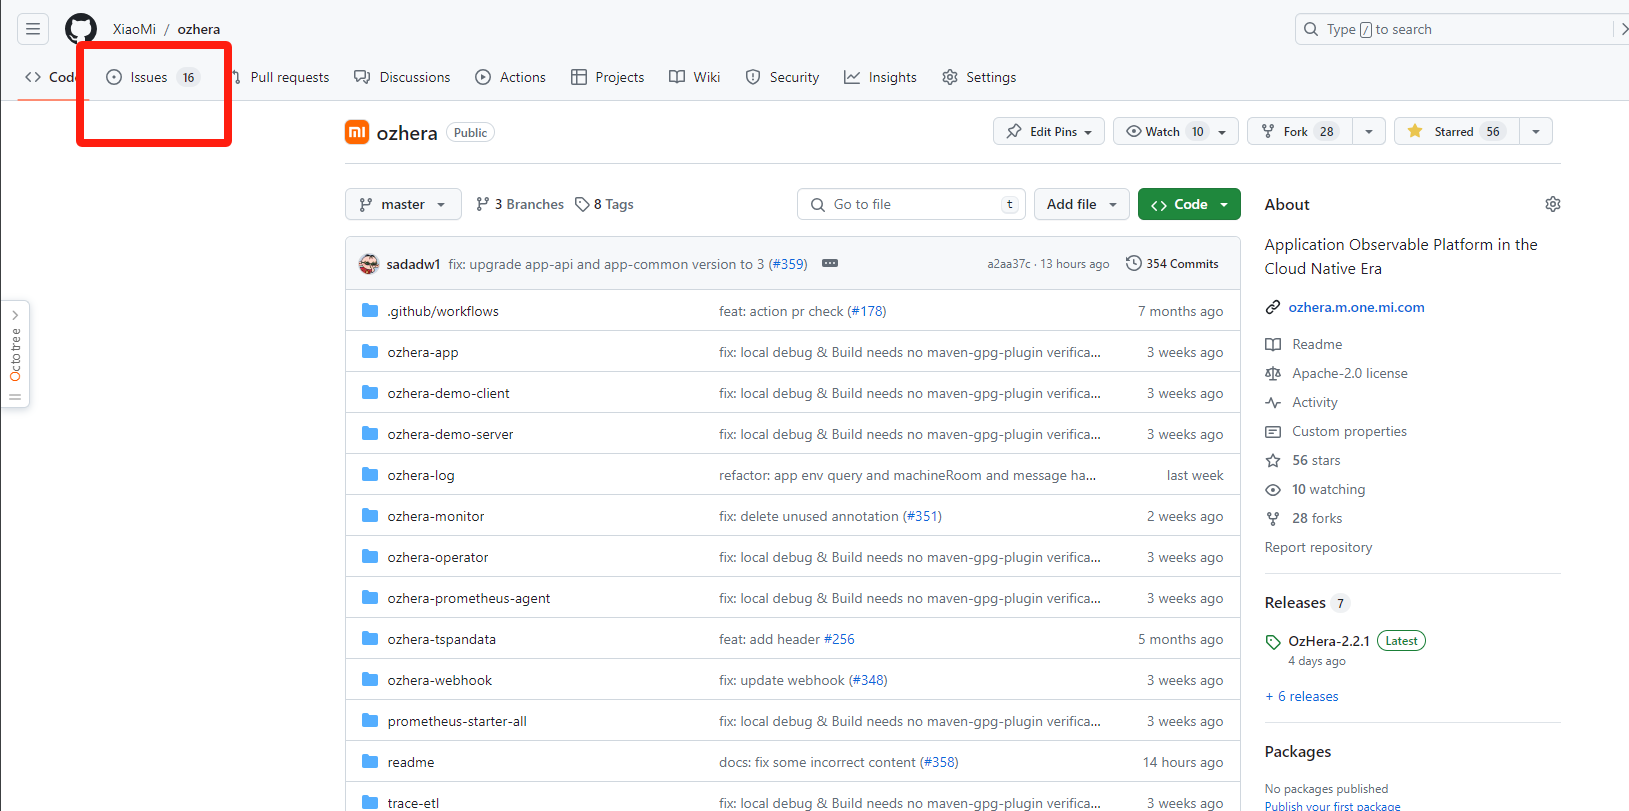 XiaoMi / ozhera
Type / to search
Code Issues 16 Pull requests Discussions Actions Projects Wiki Security Insights Settings
mi ozhera Public
Edit Pins Watch 10 Fork 28 Starred 56
master 3 Branches 8 Tags Go to file t Add file Code
sadadw1 fix: upgrade app-api and app-common version to 3 (#359) a2aa37c · 13 hours ago 354 Commits
.github/workflows feat: action pr check (#178) 7 months ago
ozhera-app fix: local debug & Build needs no maven-gpg-plugin verifica... 3 weeks ago
ozhera-demo-client fix: local debug & Build needs no maven-gpg-plugin verifica... 3 weeks ago
ozhera-demo-server fix: local debug & Build needs no maven-gpg-plugin verifica... 3 weeks ago
ozhera-log refactor: app env query and machineRoom and message ha... last week
ozhera-monitor fix: delete unused annotation (#351) 2 weeks ago
ozhera-operator fix: local debug & Build needs no maven-gpg-plugin verifica... 3 weeks ago
ozhera-prometheus-agent fix: local debug & Build needs no maven-gpg-plugin verifica... 3 weeks ago
ozhera-tspandata feat: add header #256 5 months ago
ozhera-webhook fix: update webhook (#348) 3 weeks ago
prometheus-starter-all fix: local debug & Build needs no maven-gpg-plugin verifica... 3 weeks ago
readme docs: fix some incorrect content (#358) 14 hours ago
trace-etl fix: local debug & Build needs no maven-gpg-plugin verifica... 3 weeks ago
Octotree
About
Application Observable Platform in the
Cloud Native Era
ozhera.m.one.mi.com
Readme
Apache-2.0 license
Activity
Custom properties
56 stars
10 watching
28 forks
Report repository
Releases 7
OzHera-2.2.1 Latest
4 days ago
+ 6 releases
Packages
No packages published
Publish your first package